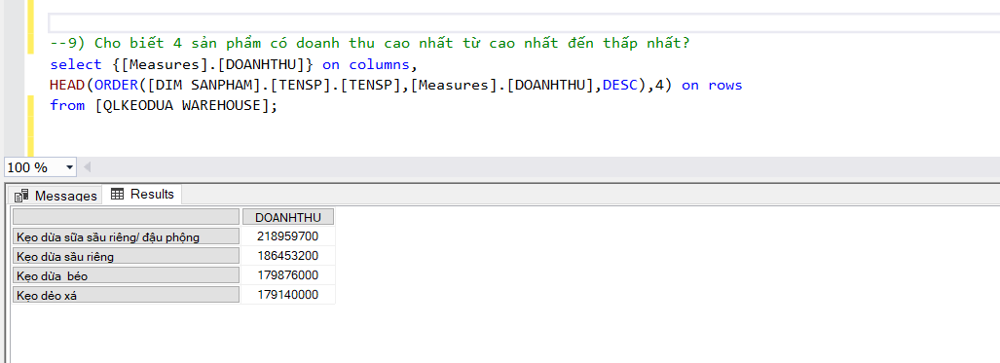 --9) Cho biết 4 sản phẩm có doanh thu cao nhất từ cao nhất đến thấp nhất?
select {[Measures].[DOANHTHU]} on columns,
HEAD(ORDER([DIM SANPHAM].[TENSP].[TENSP],[Measures].[DOANHTHU],DESC),4) on rows
from [QLKEODUA WAREHOUSE];
100 %
Messages Results
DOANHTHU
Kẹo dừa sữa sầu riêng/ đậu phộng 218959700
Kẹo dừa sầu riêng 186453200
Kẹo dừa  béo 179876000
Kẹo dẻo xá 179140000